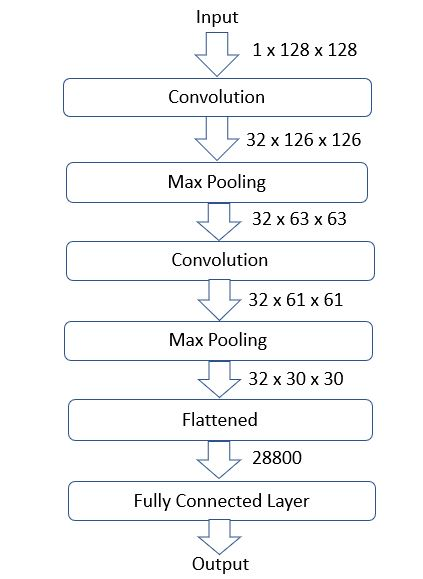 Input
1 x 128 x 128
Convolution
32 x 126 x 126
Max Pooling
32 x 63 x 63
Convolution
32 x 61 x 61
Max Pooling
32 x 30 x 30
Flattened
28800
Fully Connected Layer
Output